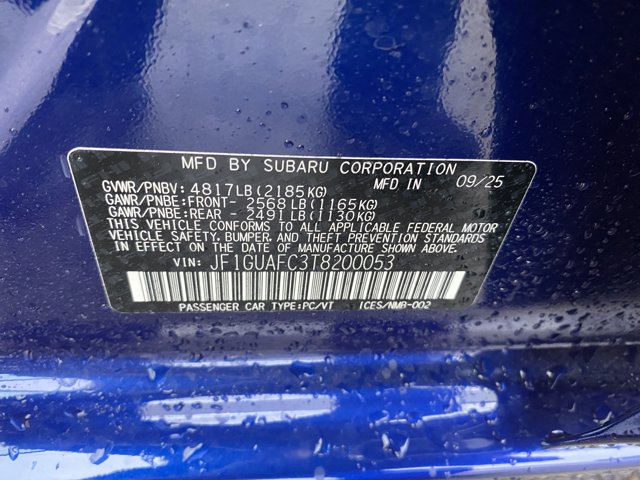 MFD BY SUBARU CORPORATION
GVWR/PNBV: 4817LB(2185KG) MFD IN 09/25
GAWR/PNBE:FRONT- 2568LB(1165KG)
GAWR/PNBE:REAR - 2491LB(1130KG)
THIS VEHICLE CONFORMS TO ALL APPLICABLE FEDERAL MOTOR
VEHICLE SAFETY, BUMPER, AND THEFT PREVENTION STANDARDS
IN EFFECT ON THE DATE OF MANUFACTURE SHOWN ABOVE.
VIN: JF1GUAFC3T8200053
PASSENGER CAR TYPE:PC/VT ICES/NMB-002